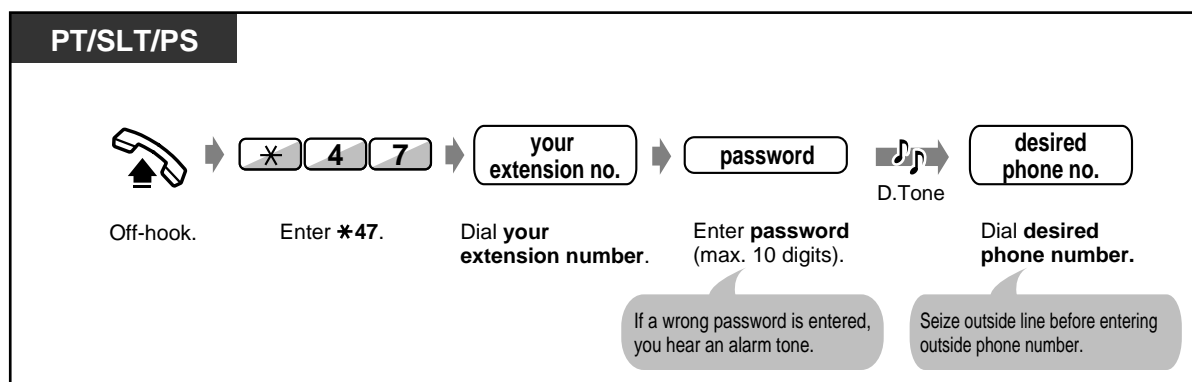 PT/SLT/PS
✳ 4 7
your
extension no.
password
desired
phone no.
D.Tone
Off-hook.
Enter ✳47.
Dial your
extension number.
Enter password
(max. 10 digits).
Dial desired
phone number.
If a wrong password is entered,
you hear an alarm tone.
Seize outside line before entering
outside phone number.